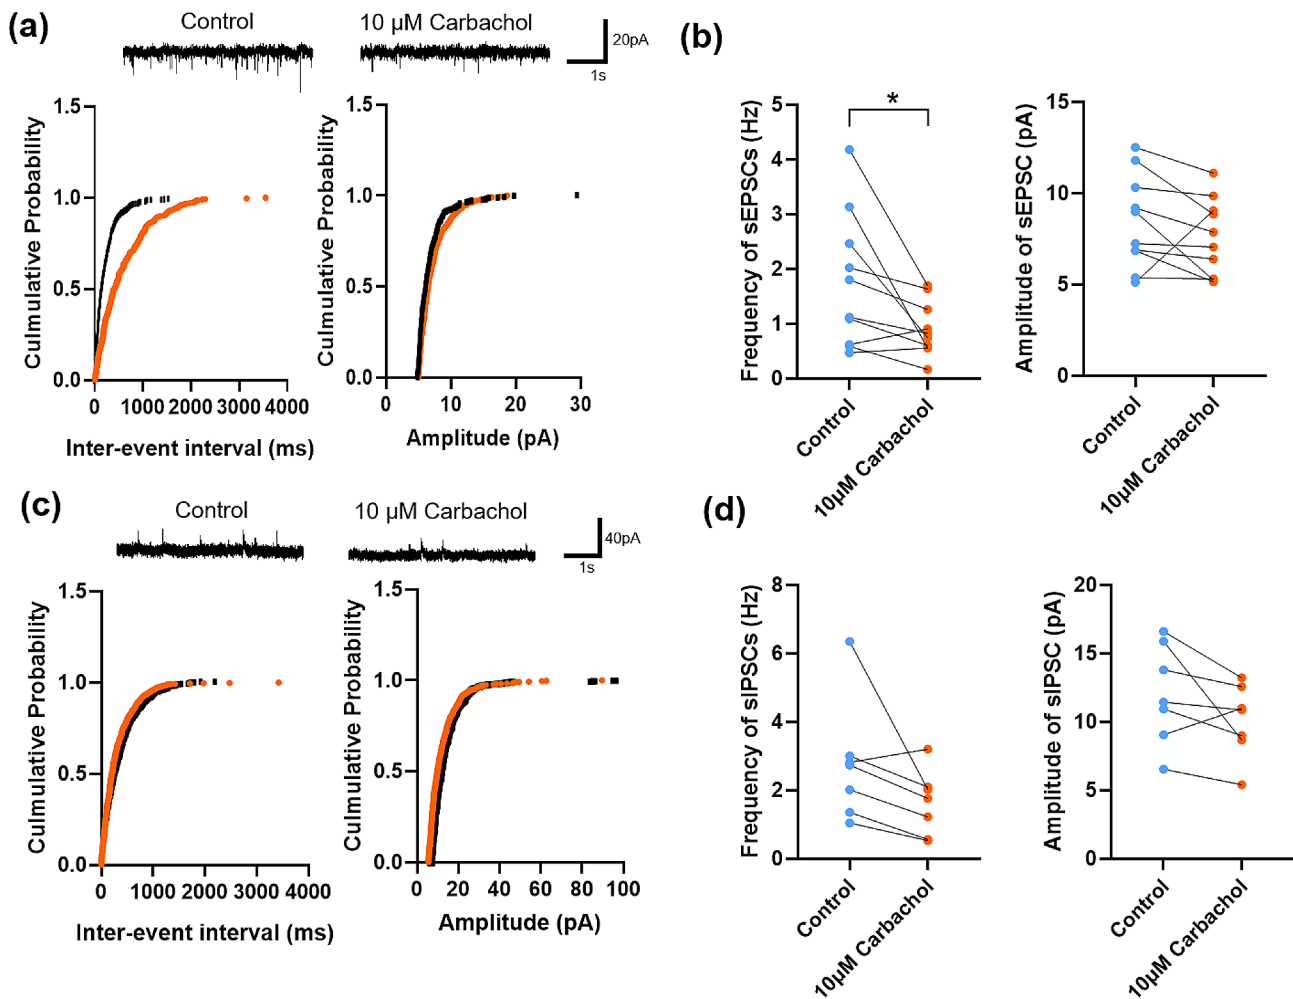 (a)
Control
10 µM Carbachol
20pA
1s
Culmulative Probability
1.5
1.0
0.5
0.0
0 1000 2000 3000 4000
Inter-event interval (ms)
Culmulative Probability
1.5
1.0
0.5
0.0
10 20 30
Amplitude (pA)
(b)
Frequency of sEPSCs (Hz)
5
4
3
2
1
0
*
Control
10µM Carbachol
Amplitude of sEPSC (pA)
15
10
5
0
Control
10µM Carbachol
(c)
Control
10 µM Carbachol
40pA
1s
Culmulative Probability
1.5
1.0
0.5
0.0
0 1000 2000 3000 4000
Inter-event interval (ms)
Culmulative Probability
1.5
1.0
0.5
0.0
0 20 40 60 80 100
Amplitude (pA)
(d)
Frequency of sIPSCs (Hz)
8
6
4
2
0
Control
10µM Carbachol
Amplitude of sIPSC (pA)
20
15
10
5
0
Control
10µM Carbachol